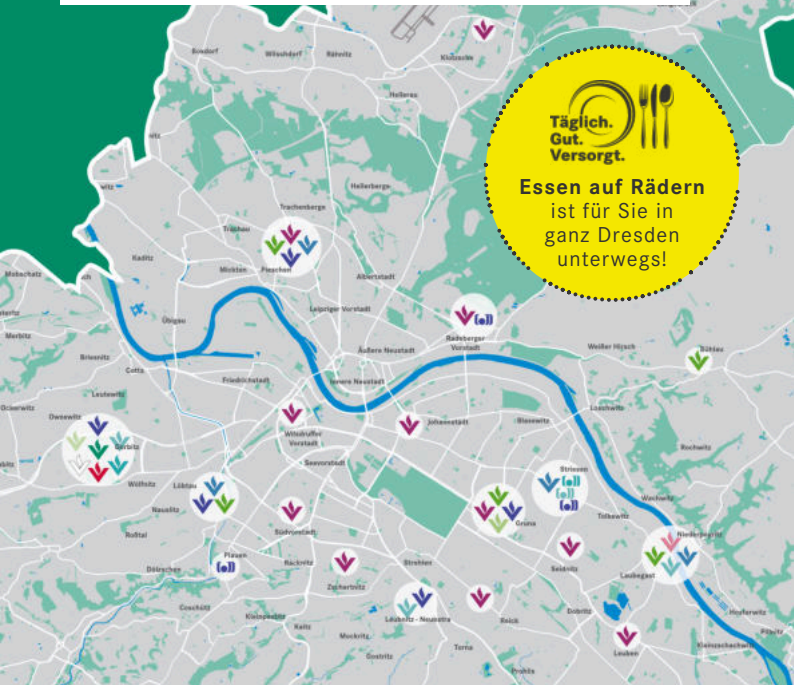 Wilschdorf
Rähnitz
Klotzsche
Hellerau
Täglich.
Gut.
Versorgt.
Essen auf Rädern
ist für Sie in
ganz Dresden
unterwegs!
Hellerberge
Trachenberge
Trachau
Kaditz
Mickten
Pieschen
Albertstadt
Übigau
Leipziger Vorstadt
Merbitz
Briesnitz
Cotta
Äußere Neustadt
Radeberger
Vorstadt
Weißer Hirsch
Bühlau
Friedrichstadt
Innere Neustadt
Leutewitz
Omsewitz
Gorbitz
Wölfnitz
Löbtau
Naußlitz
Roßtal
Dölzschen
Plauen
Coschütz
Wilsdruffer
Vorstadt
Seevorstadt
Johannstadt
Blasewitz
Loschwitz
Rochwitz
Striesen
Wachwitz
Tolkewitz
Gruna
Südvorstadt
Räcknitz
Zschertnitz
Strehlen
Seidnitz
Niederpoyritz
Laubegast
Hosterwitz
Pillnitz
Kleinzschachwitz
Kleinpestitz
Kaitz
Mockritz
Leubnitz - Neuostra
Reick
Dobritz
Leuben
Gostritz
Torna
Prohlis